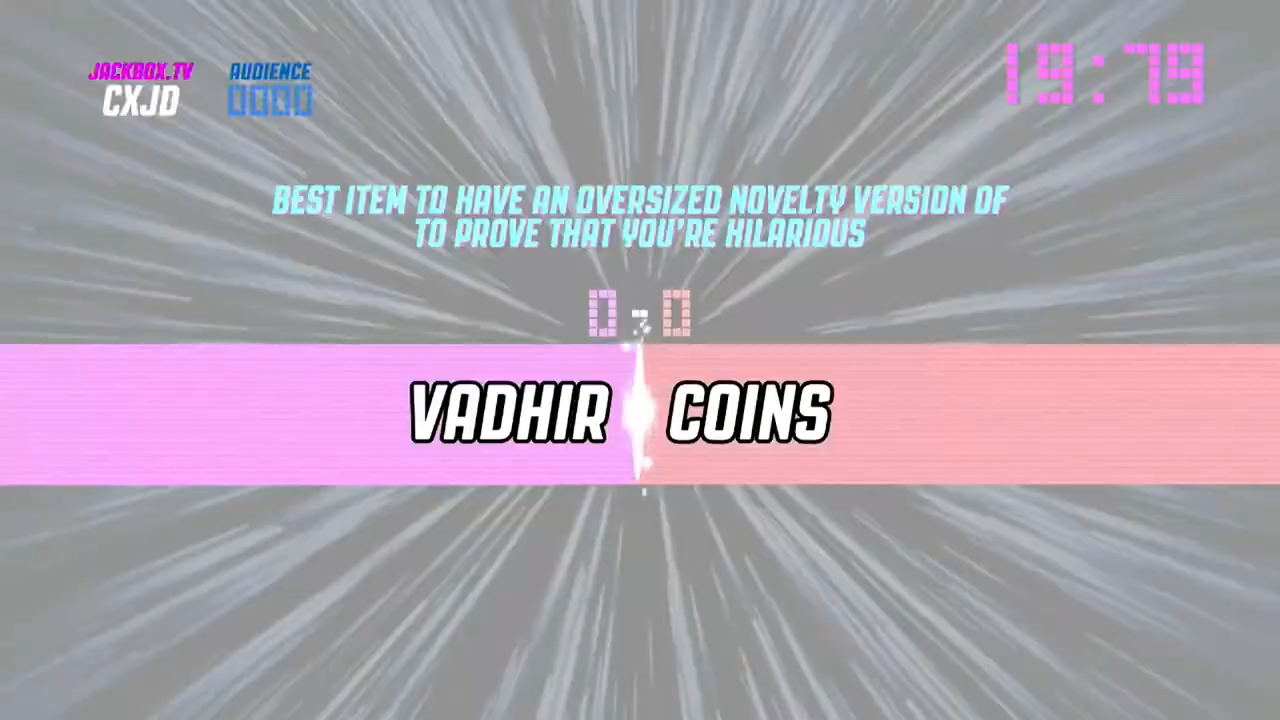 JACKBOX.TV
CXJD
AUDIENCE
0000
19:79
BEST ITEM TO HAVE AN OVERSIZED NOVELTY VERSION OF
TO PROVE THAT YOU'RE HILARIOUS
0 - 0
VADHIR
COINS